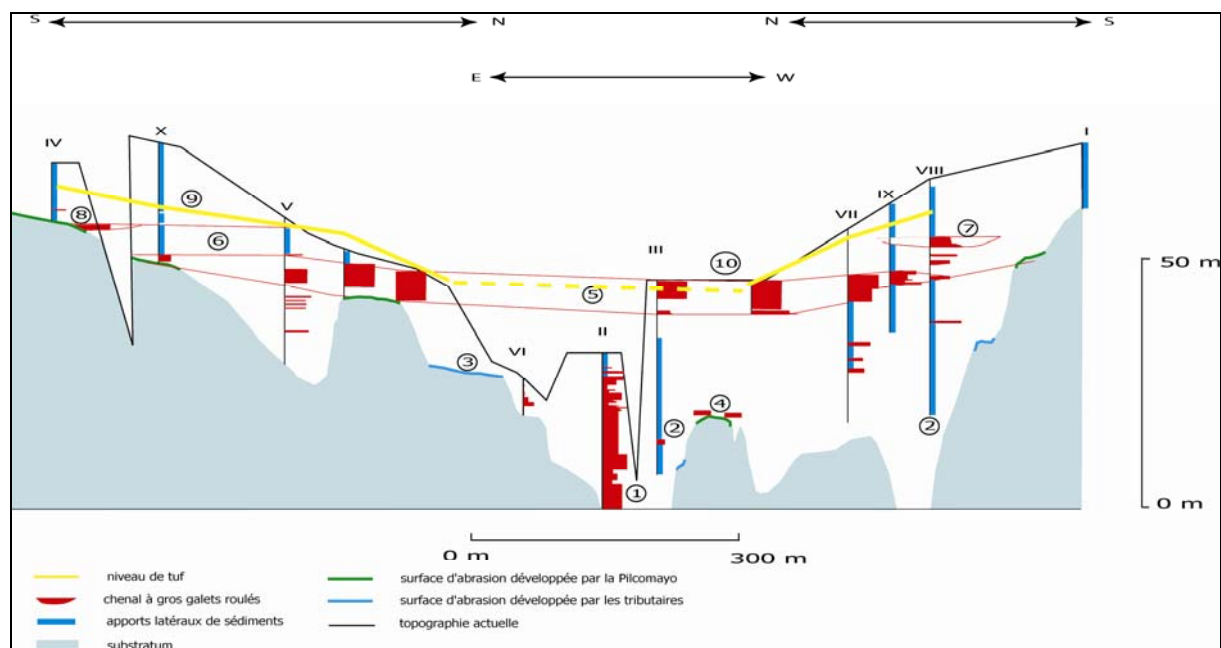 S N N S
E W
IV X V VI II III VII IX VIII I
8 9 6 3 5 10 7
4 2 2 1
50 m
0 m
0 m 300 m
niveau de tuf
chenal à gros galets roulés
apports latéraux de sédiments
substratum
surface d'abrasion développée par la Pilcomayo
surface d'abrasion développée par les tributaires
topographie actuelle